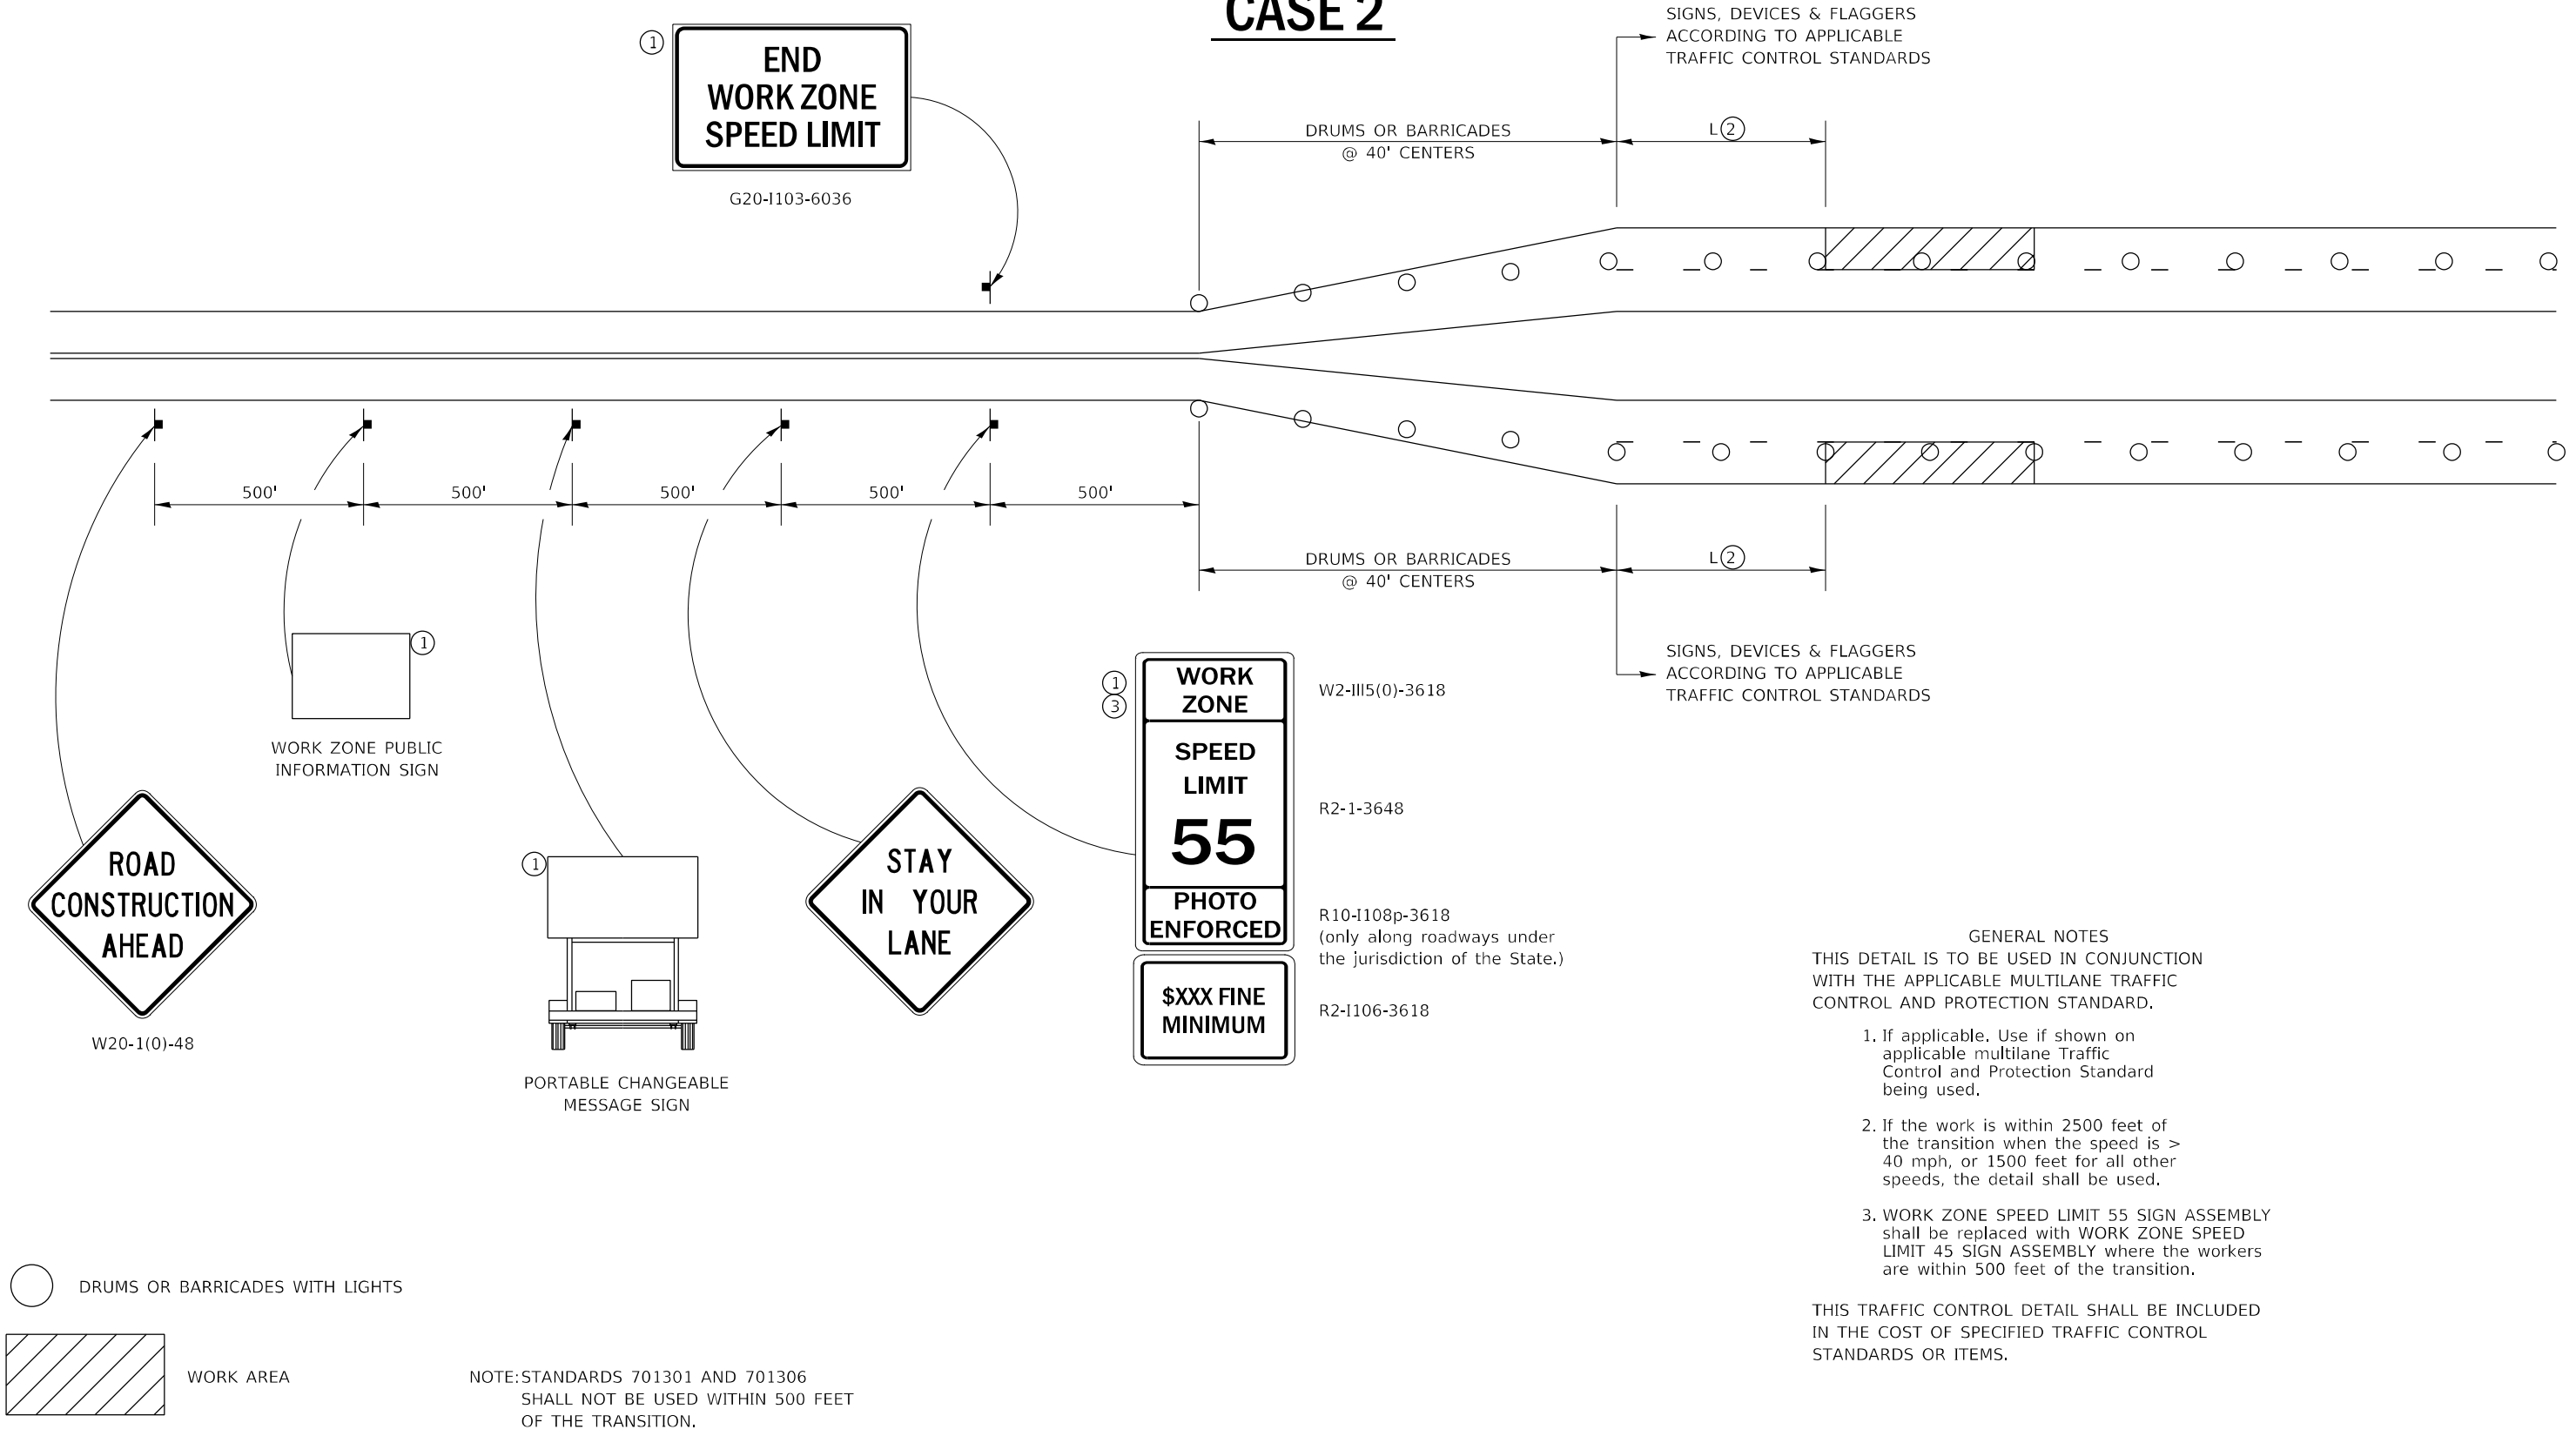 CASE 2
SIGNS, DEVICES & FLAGGERS
ACCORDING TO APPLICABLE
TRAFFIC CONTROL STANDARDS
1
END
WORK ZONE
SPEED LIMIT
G20-I103-6036
DRUMS OR BARRICADES
@ 40' CENTERS
L 2
500'
500'
500'
500'
500'
DRUMS OR BARRICADES
@ 40' CENTERS
L 2
SIGNS, DEVICES & FLAGGERS
ACCORDING TO APPLICABLE
TRAFFIC CONTROL STANDARDS
1
WORK ZONE PUBLIC
INFORMATION SIGN
ROAD
CONSTRUCTION
AHEAD
W20-1(0)-48
1
PORTABLE CHANGEABLE
MESSAGE SIGN
STAY
IN YOUR
LANE
1
3
WORK
ZONE
W2-III5(0)-3618
SPEED
LIMIT
55
R2-1-3648
PHOTO
ENFORCED
R10-I108p-3618
(only along roadways under
the jurisdiction of the State.)
$XXX FINE
MINIMUM
R2-I106-3618
GENERAL NOTES
THIS DETAIL IS TO BE USED IN CONJUNCTION
WITH THE APPLICABLE MULTILANE TRAFFIC
CONTROL AND PROTECTION STANDARD.
1. If applicable. Use if shown on
applicable multilane Traffic
Control and Protection Standard
being used.
2. If the work is within 2500 feet of
the transition when the speed is >
40 mph, or 1500 feet for all other
speeds, the detail shall be used.
3. WORK ZONE SPEED LIMIT 55 SIGN ASSEMBLY
shall be replaced with WORK ZONE SPEED
LIMIT 45 SIGN ASSEMBLY where the workers
are within 500 feet of the transition.
THIS TRAFFIC CONTROL DETAIL SHALL BE INCLUDED
IN THE COST OF SPECIFIED TRAFFIC CONTROL
STANDARDS OR ITEMS.
DRUMS OR BARRICADES WITH LIGHTS
WORK AREA
NOTE: STANDARDS 701301 AND 701306
SHALL NOT BE USED WITHIN 500 FEET
OF THE TRANSITION.